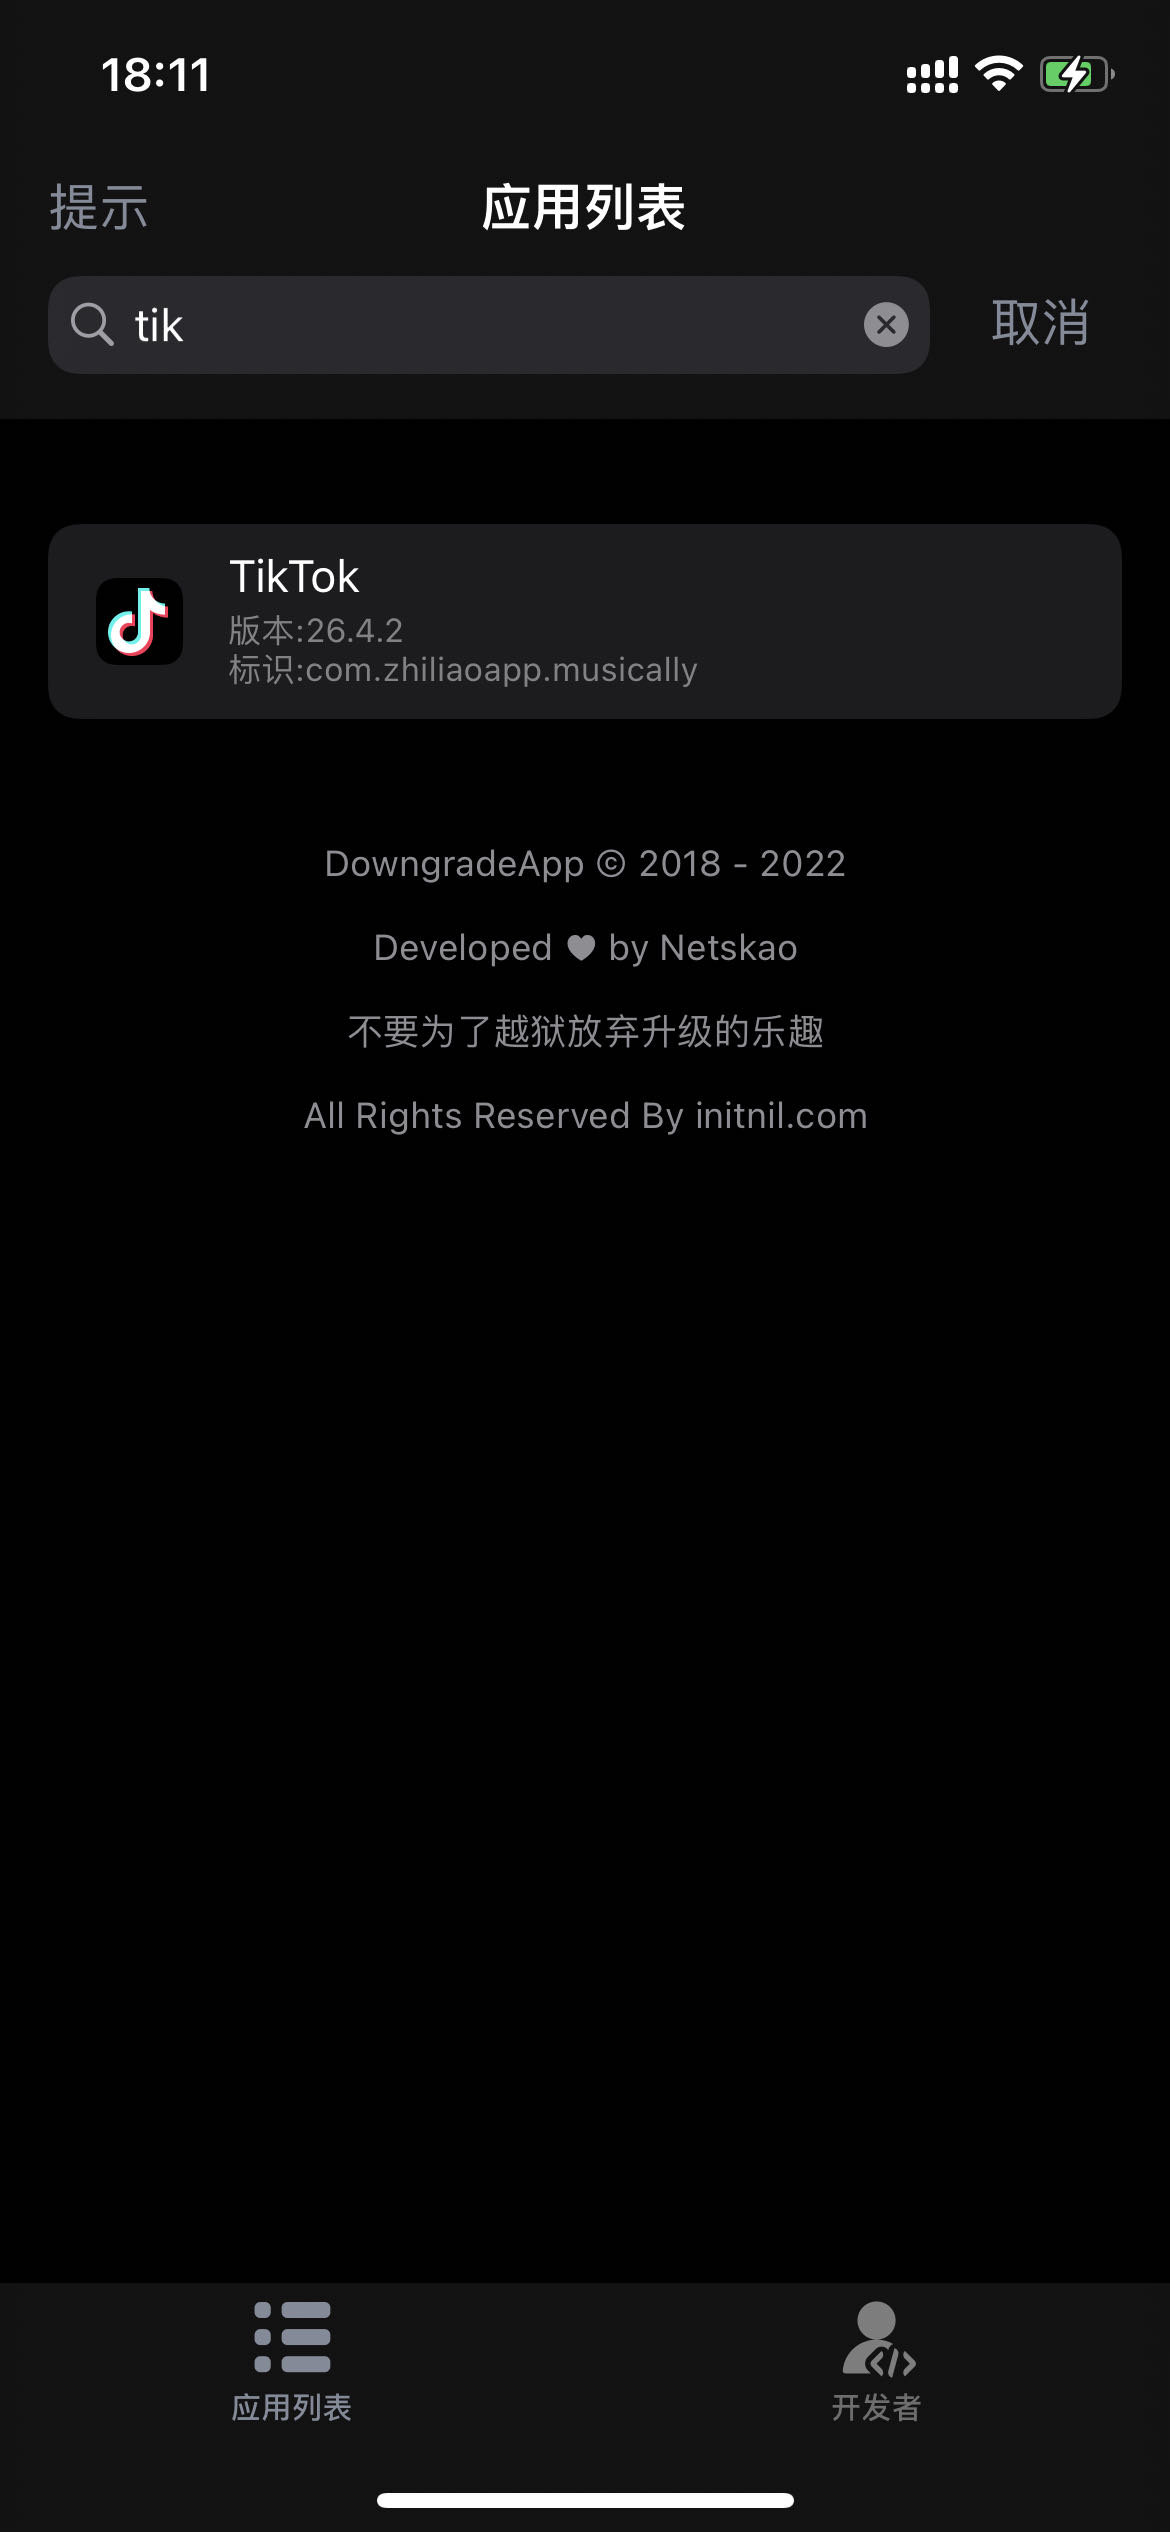 18:11
提示
应用列表
tik
取消
TikTok
版本:26.4.2
标识:com.zhiliaoapp.musically
DowngradeApp © 2018 - 2022
Developed ♥ by Netskao
不要为了越狱放弃升级的乐趣
All Rights Reserved By initnil.com
应用列表
开发者